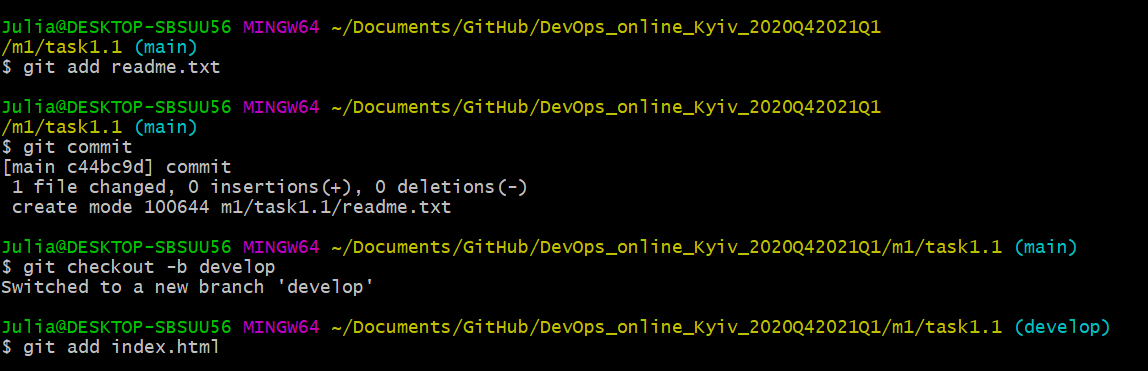 Julia@DESKTOP-SBSUU56 MINGW64 ~/Documents/GitHub/DevOps_online_Kyiv_2020Q42021Q1
/m1/task1.1 (main)
$ git add readme.txt
Julia@DESKTOP-SBSUU56 MINGW64 ~/Documents/GitHub/DevOps_online_Kyiv_2020Q42021Q1
/m1/task1.1 (main)
$ git commit
[main c44bc9d] commit
 1 file changed, 0 insertions(+), 0 deletions(-)
 create mode 100644 m1/task1.1/readme.txt
Julia@DESKTOP-SBSUU56 MINGW64 ~/Documents/GitHub/DevOps_online_Kyiv_2020Q42021Q1/m1/task1.1 (main)
$ git checkout -b develop
Switched to a new branch 'develop'
Julia@DESKTOP-SBSUU56 MINGW64 ~/Documents/GitHub/DevOps_online_Kyiv_2020Q42021Q1/m1/task1.1 (develop)
$ git add index.html